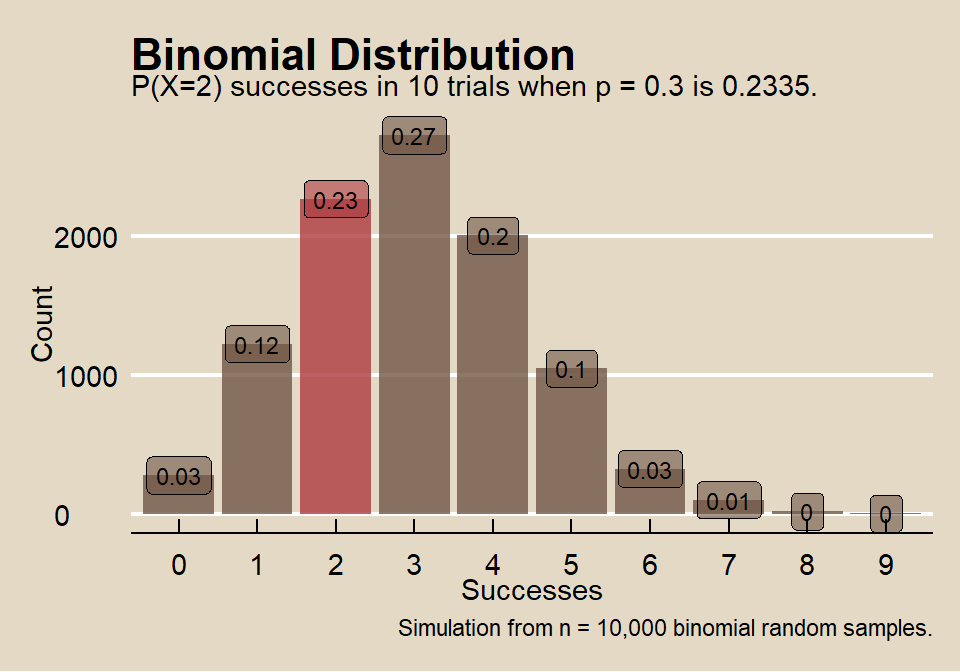 Binomial Distribution
P(X=2) successes in 10 trials when p = 0.3 is 0.2335.
0.27
0.23
0.2
2000
0.12
Count
0.1
1000
0.03
0.03
0.01
0
0
0
0 1 2 3 4 5 6 7 8 9
Successes
Simulation from n = 10,000 binomial random samples.